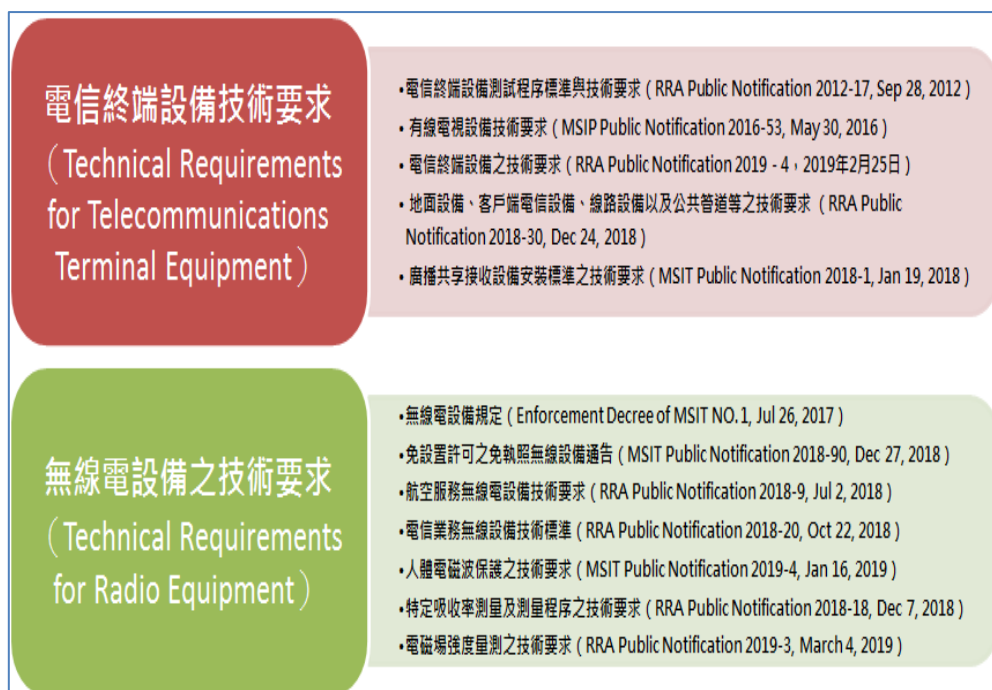 電信終端設備技術要求
（Technical Requirements
for Telecommunications
Terminal Equipment）
•電信終端設備測試程序標準與技術要求（RRA Public Notification 2012-17, Sep 28, 2012）
•有線電視設備技術要求（MSIP Public Notification 2016-53, May 30, 2016）
•電信終端設備之技術要求（RRA Public Notification 2019 - 4，2019年2月25日）
•地面設備、客戶端電信設備、線路設備以及公共管道等之技術要求（RRA Public
Notification 2018-30, Dec 24, 2018）
•廣播共享接收設備安裝標準之技術要求（MSIT Public Notification 2018-1, Jan 19, 2018）
無線電設備之技術要求
（Technical Requirements
for Radio Equipment）
•無線電設備規定（Enforcement Decree of MSIT NO. 1, Jul 26, 2017）
•免設置許可之免執照無線設備通告（MSIT Public Notification 2018-90, Dec 27, 2018）
•航空服務無線電設備技術要求（RRA Public Notification 2018-9, Jul 2, 2018）
•電信業務無線設備技術標準（RRA Public Notification 2018-20, Oct 22, 2018）
•人體電磁波保護之技術要求（MSIT Public Notification 2019-4, Jan 16, 2019）
•特定吸收率測量及測量程序之技術要求（RRA Public Notification 2018-18, Dec 7, 2018）
•電磁場強度量測之技術要求（RRA Public Notification 2019-3, March 4, 2019）